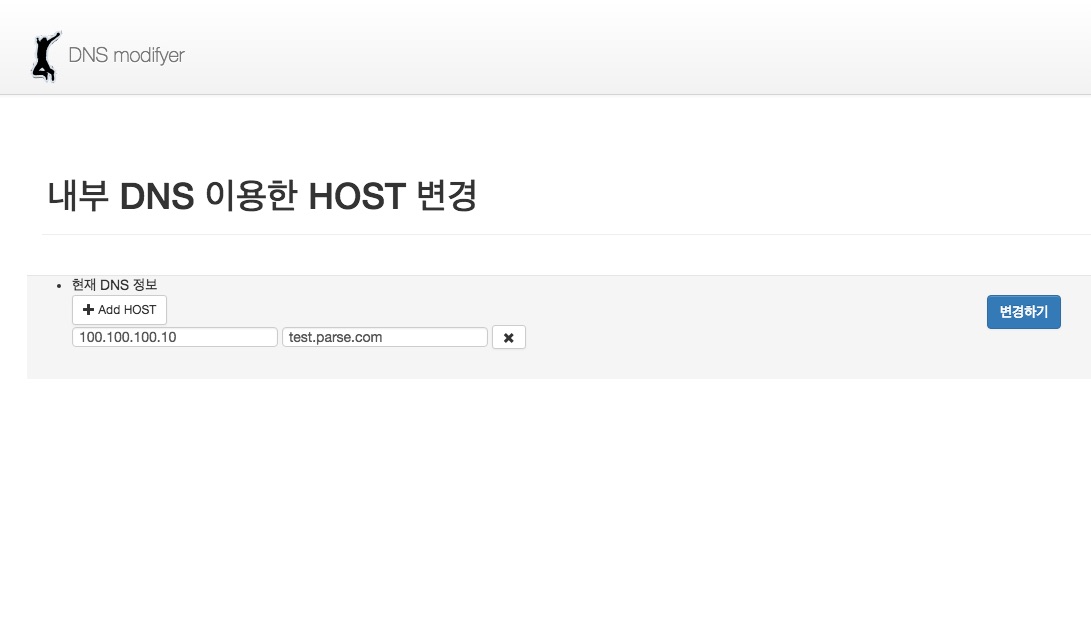 DNS modifyer
내부 DNS 이용한 HOST 변경
현재 DNS 정보
Add HOST
변경하기
100.100.100.10 test.parse.com